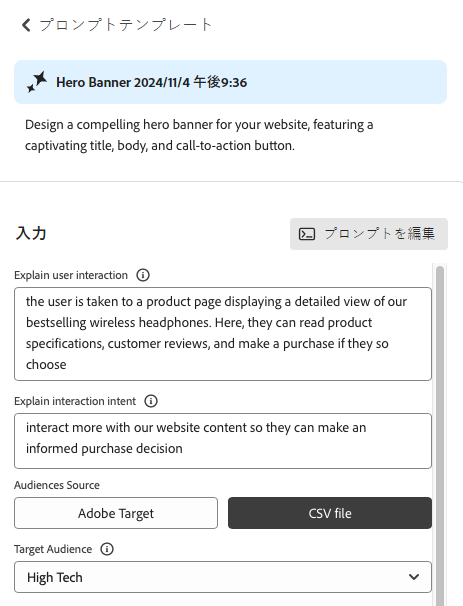 プロンプトテンプレート
Hero Banner 2024/11/4 午後9:36
Design a compelling hero banner for your website, featuring a
captivating title, body, and call-to-action button.
入力
プロンプトを編集
Explain user interaction
the user is taken to a product page displaying a detailed view of our
bestselling wireless headphones. Here, they can read product
specifications, customer reviews, and make a purchase if they so
choose
Explain interaction intent
interact more with our website content so they can make an
informed purchase decision
Audiences Source
Adobe Target
CSV file
Target Audience
High Tech